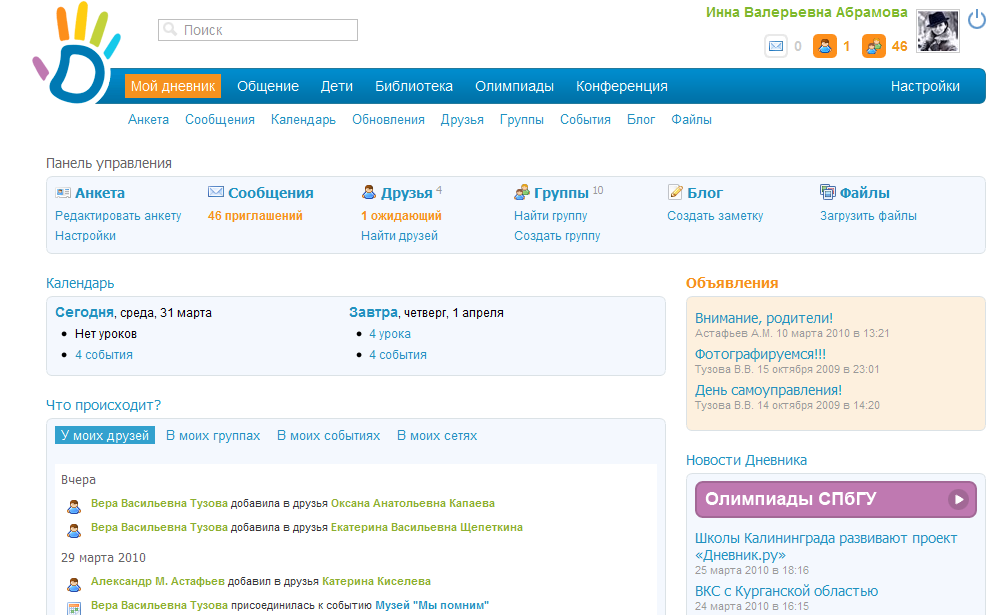 Инна Валерьевна Абрамова
Поиск
0 1 46
Мой дневник Общение Дети Библиотека Олимпиады Конференция Настройки
Анкета Сообщения Календарь Обновления Друзья Группы События Блог Файлы
Панель управления
Анкета Сообщения Друзья 4 Группы 10 Блог Файлы
Редактировать анкету 46 приглашений 1 ожидающий Найти группу Создать заметку Загрузить файлы
Настройки Найти друзей Создать группу
Календарь
Сегодня, среда, 31 марта Завтра, четверг, 1 апреля
Нет уроков 4 урока
4 события 4 события
Объявления
Внимание, родители!
Астафьев А.М. 10 марта 2010 в 13:21
Фотографируемся!!!
Тузова В.В. 15 октября 2009 в 23:01
День самоуправления!
Тузова В.В. 14 октября 2009 в 14:20
Что происходит?
У моих друзей В моих группах В моих событиях В моих сетях
Вчера
Вера Васильевна Тузова добавила в друзья Оксана Анатольевна Капаева
Вера Васильевна Тузова добавила в друзья Екатерина Васильевна Щепеткина
29 марта 2010
Александр М. Астафьев добавил в друзья Катерина Киселева
Вера Васильевна Тузова присоединилась к событию Музей "Мы помним"
Новости Дневника
Олимпиады СПбГУ
Школы Калининграда развивают проект
«Дневник.ру»
25 марта 2010 в 18:16
ВКС с Курганской областью
24 марта 2010 в 16:15